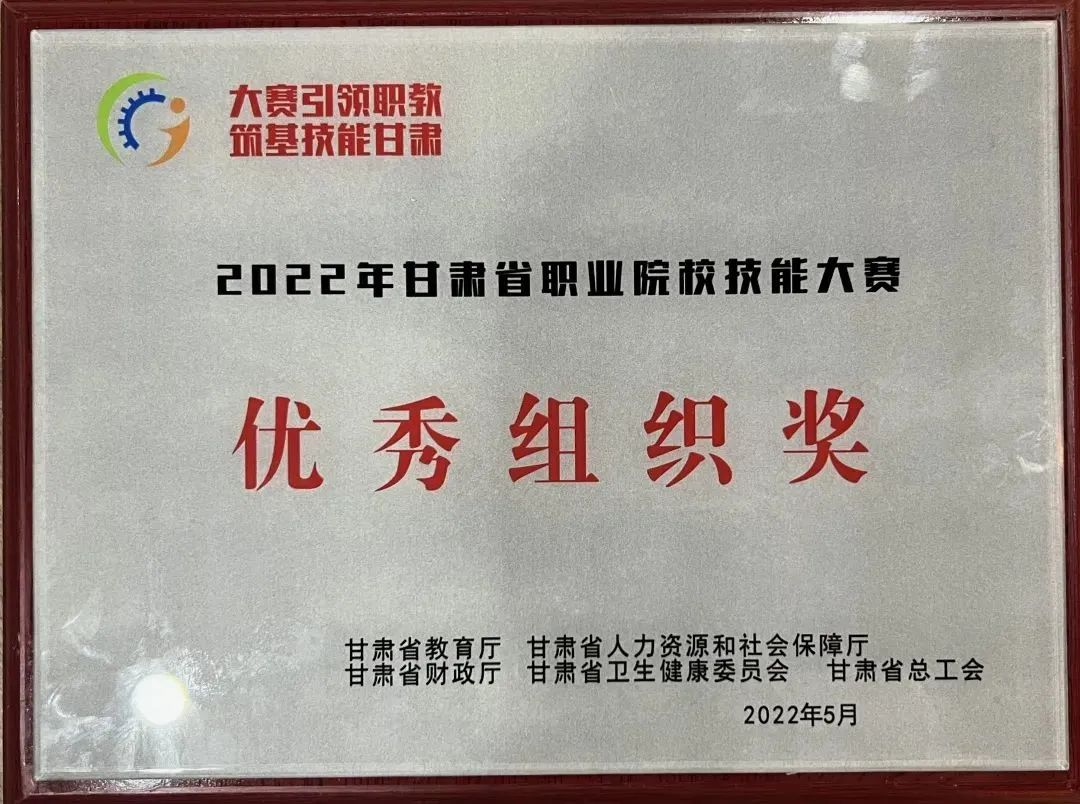 大赛引领职教
筑基技能甘肃
2022年甘肃省职业院校技能大赛
优秀组织奖
甘肃省教育厅 甘肃省人力资源和社会保障厅
甘肃省财政厅 甘肃省卫生健康委员会 甘肃省总工会
2022年5月